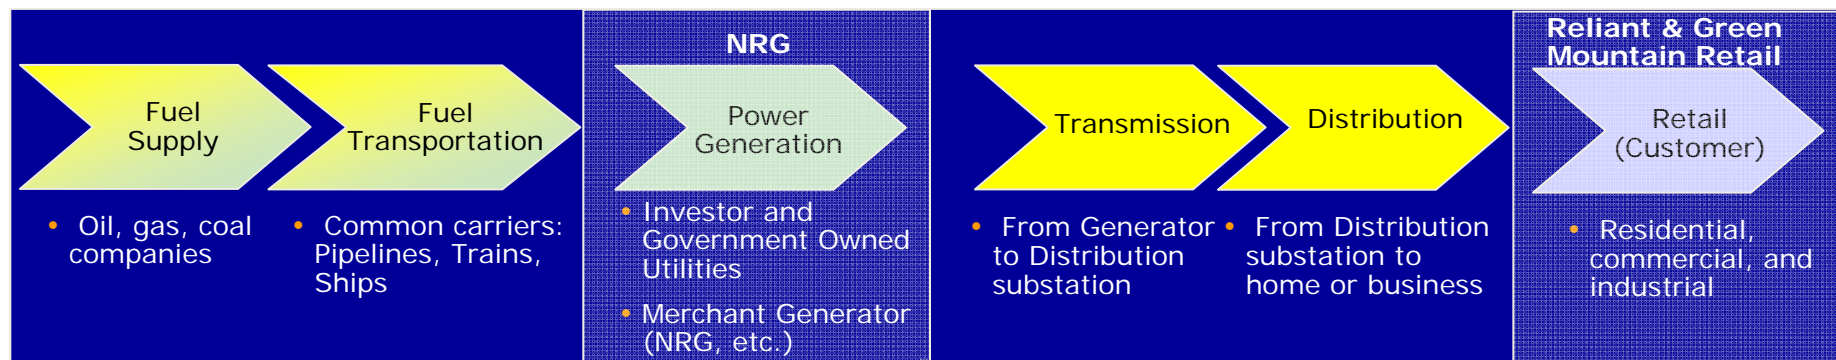 NRG
Reliant & Green
Mountain Retail
Fuel
Supply
Fuel
Transportation
Power
Generation
Transmission
Distribution
Retail
(Customer)
• Oil, gas, coal
companies
• Common carriers:
Pipelines, Trains,
Ships
• Investor and
Government Owned
Utilities
• Merchant Generator
(NRG, etc.)
• From Generator
to Distribution
substation
• From Distribution
substation to
home or business
• Residential,
commercial, and
industrial